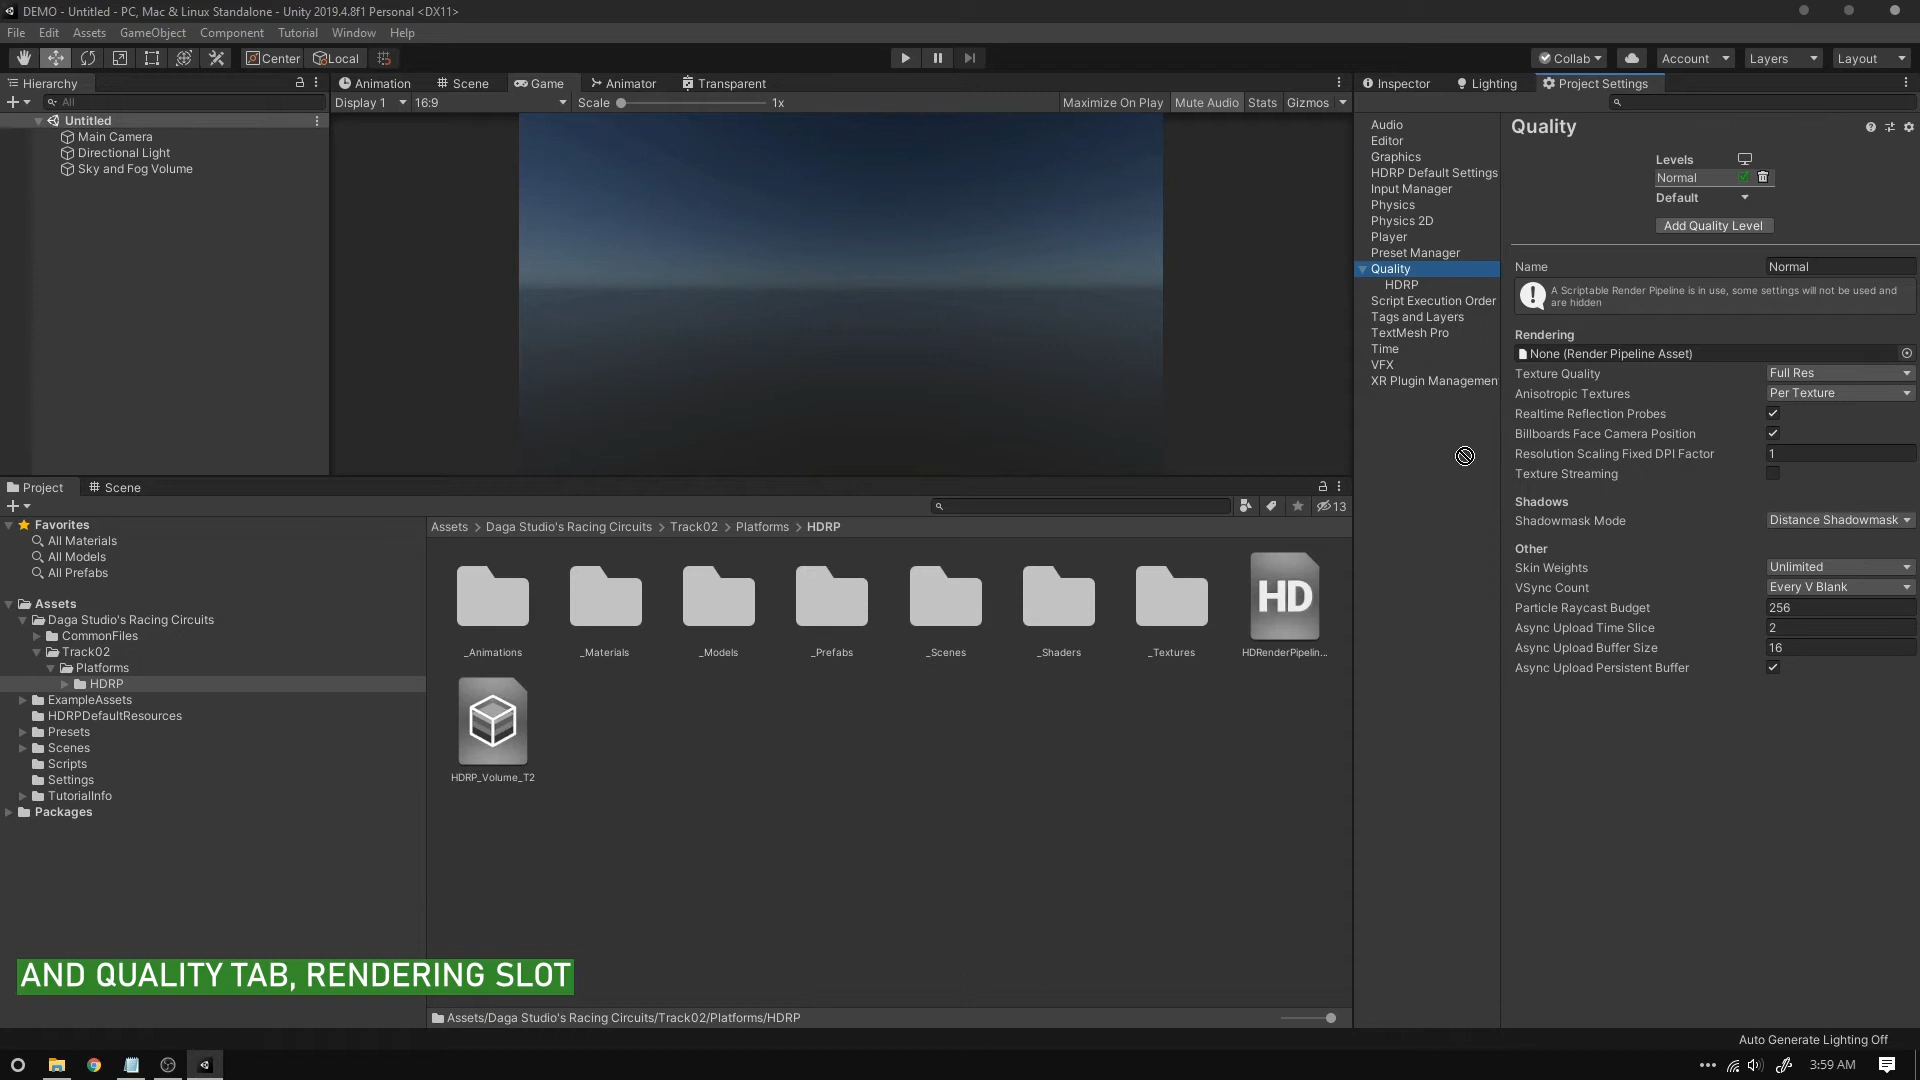 DEMO - Untitled - PC, Mac & Linux Standalone - Unity 2019.4.8f1 Personal <DX11>
File Edit Assets GameObject Component Tutorial Window Help
Center Local Collab Account Layers Layout
Hierarchy
All
Untitled
Main Camera
Directional Light
Sky and Fog Volume
Animation Scene Game Animator Transparent
Display 1 16:9 Scale 1x Maximize On Play Mute Audio Stats Gizmos
Inspector Lighting Project Settings
Audio
Editor
Graphics
HDRP Default Settings
Input Manager
Physics
Physics 2D
Player
Preset Manager
Quality
HDRP
Script Execution Order
Tags and Layers
TextMesh Pro
Time
VFX
XR Plugin Managemen
Quality
Levels
Normal
Default
Add Quality Level
Name Normal
A Scriptable Render Pipeline is in use, some settings will not be used and
are hidden
Rendering
None (Render Pipeline Asset)
Texture Quality Full Res
Anisotropic Textures Per Texture
Realtime Reflection Probes
Billboards Face Camera Position
Resolution Scaling Fixed DPI Factor 1
Texture Streaming
Shadows
Shadowmask Mode Distance Shadowmask
Other
Skin Weights Unlimited
VSync Count Every V Blank
Particle Raycast Budget 256
Async Upload Time Slice 2
Async Upload Buffer Size 16
Async Upload Persistent Buffer
Project Scene
13
Favorites
All Materials
All Models
All Prefabs
Assets
Daga Studio's Racing Circuits
CommonFiles
Track02
Platforms
HDRP
ExampleAssets
HDRPDefaultResources
Presets
Scenes
Scripts
Settings
TutorialInfo
Packages
Assets > Daga Studio's Racing Circuits > Track02 > Platforms > HDRP
HD
_Animations _Materials _Models _Prefabs _Scenes _Shaders _Textures HDRenderPipelin...
HDRP_Volume_T2
AND QUALITY TAB, RENDERING SLOT
Assets/Daga Studio's Racing Circuits/Track02/Platforms/HDRP
Auto Generate Lighting Off
3:59 AM